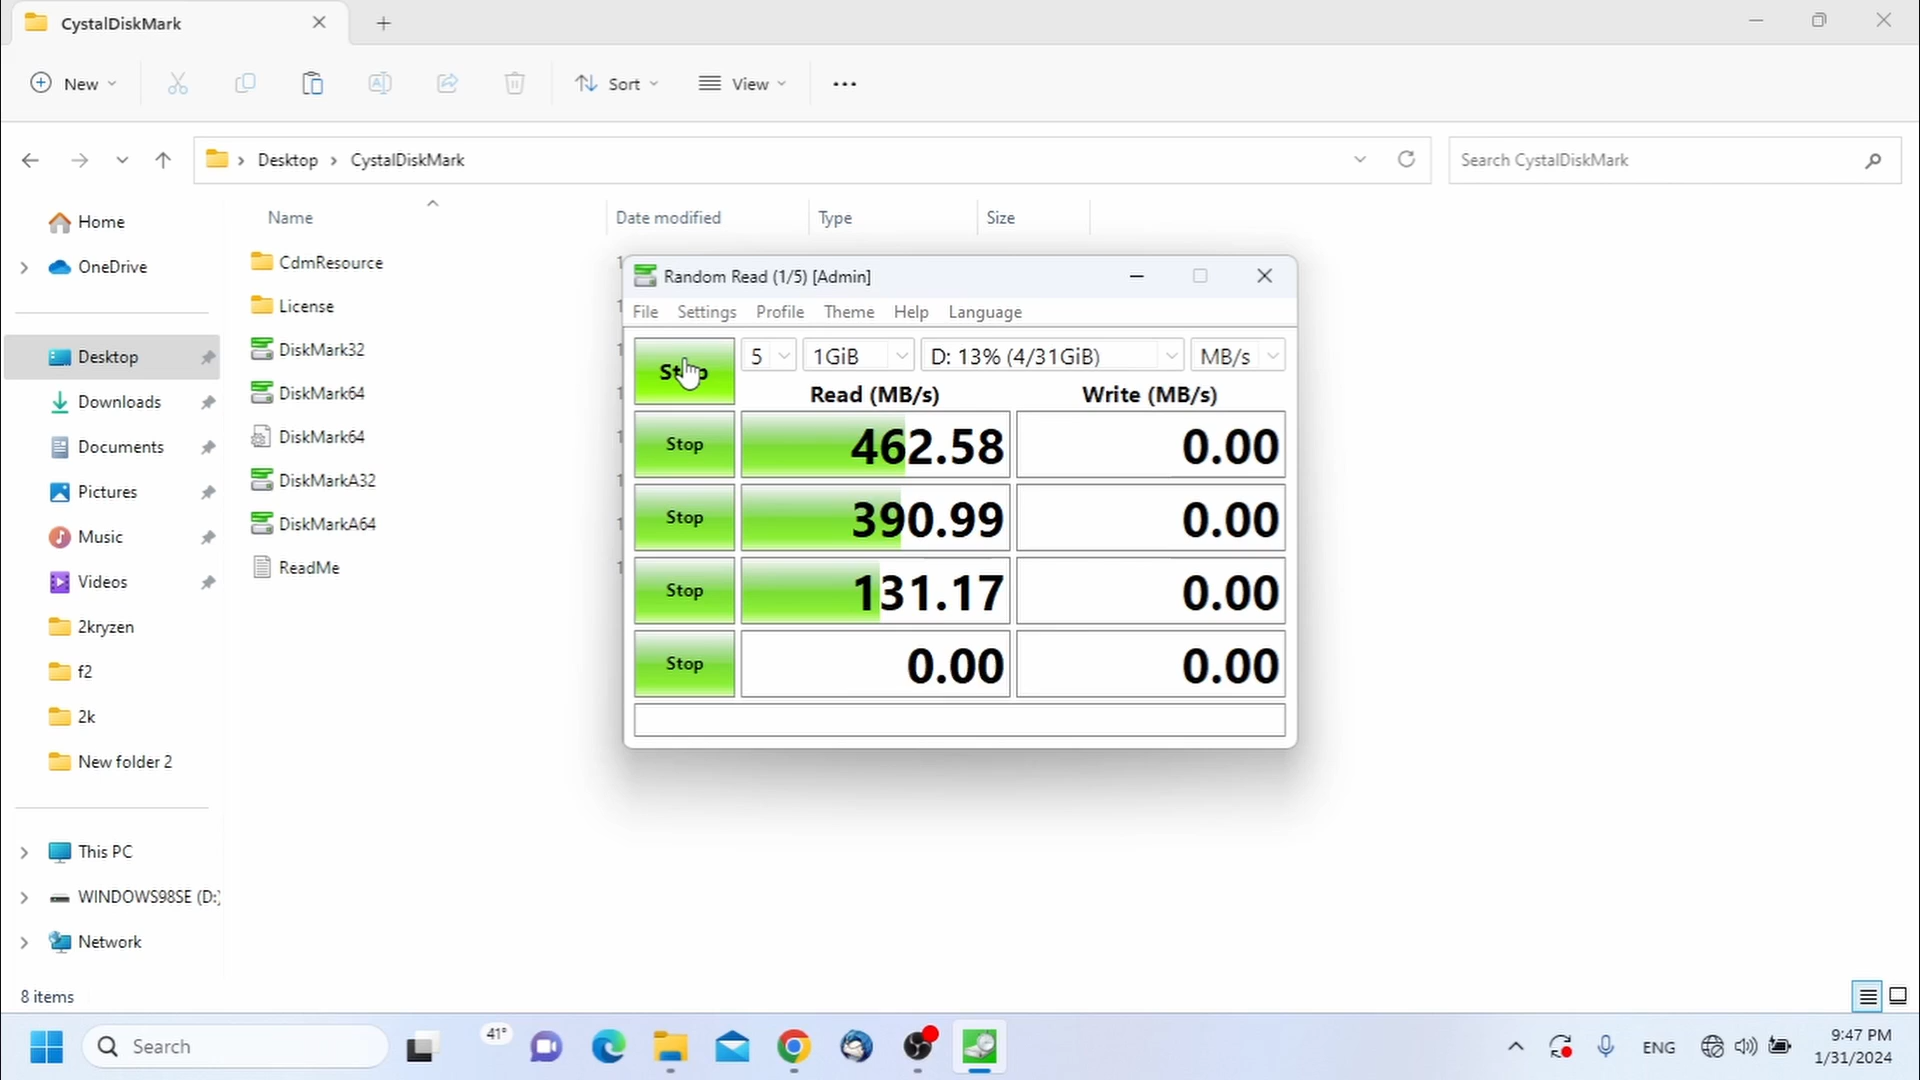 CystalDiskMark
New
Sort
View
Desktop
CystalDiskMark
Search CystalDiskMark
Name
Date modified
Type
Size
Home
OneDrive
Desktop
Downloads
Documents
Pictures
Music
Videos
2kryzen
f2
2k
New folder 2
This PC
WINDOWS98SE (D:)
Network
CdmResource
License
DiskMark32
DiskMark64
DiskMark64
DiskMarkA32
DiskMarkA64
ReadMe
Random Read (1/5) [Admin]
File Settings Profile Theme Help Language
Stop
5
1GiB
D: 13% (4/31GiB)
MB/s
Read (MB/s)
Write (MB/s)
Stop 462.58 0.00
Stop 390.99 0.00
Stop 131.17 0.00
Stop 0.00 0.00
8 items
Search
41°
ENG
9:47 PM
1/31/2024